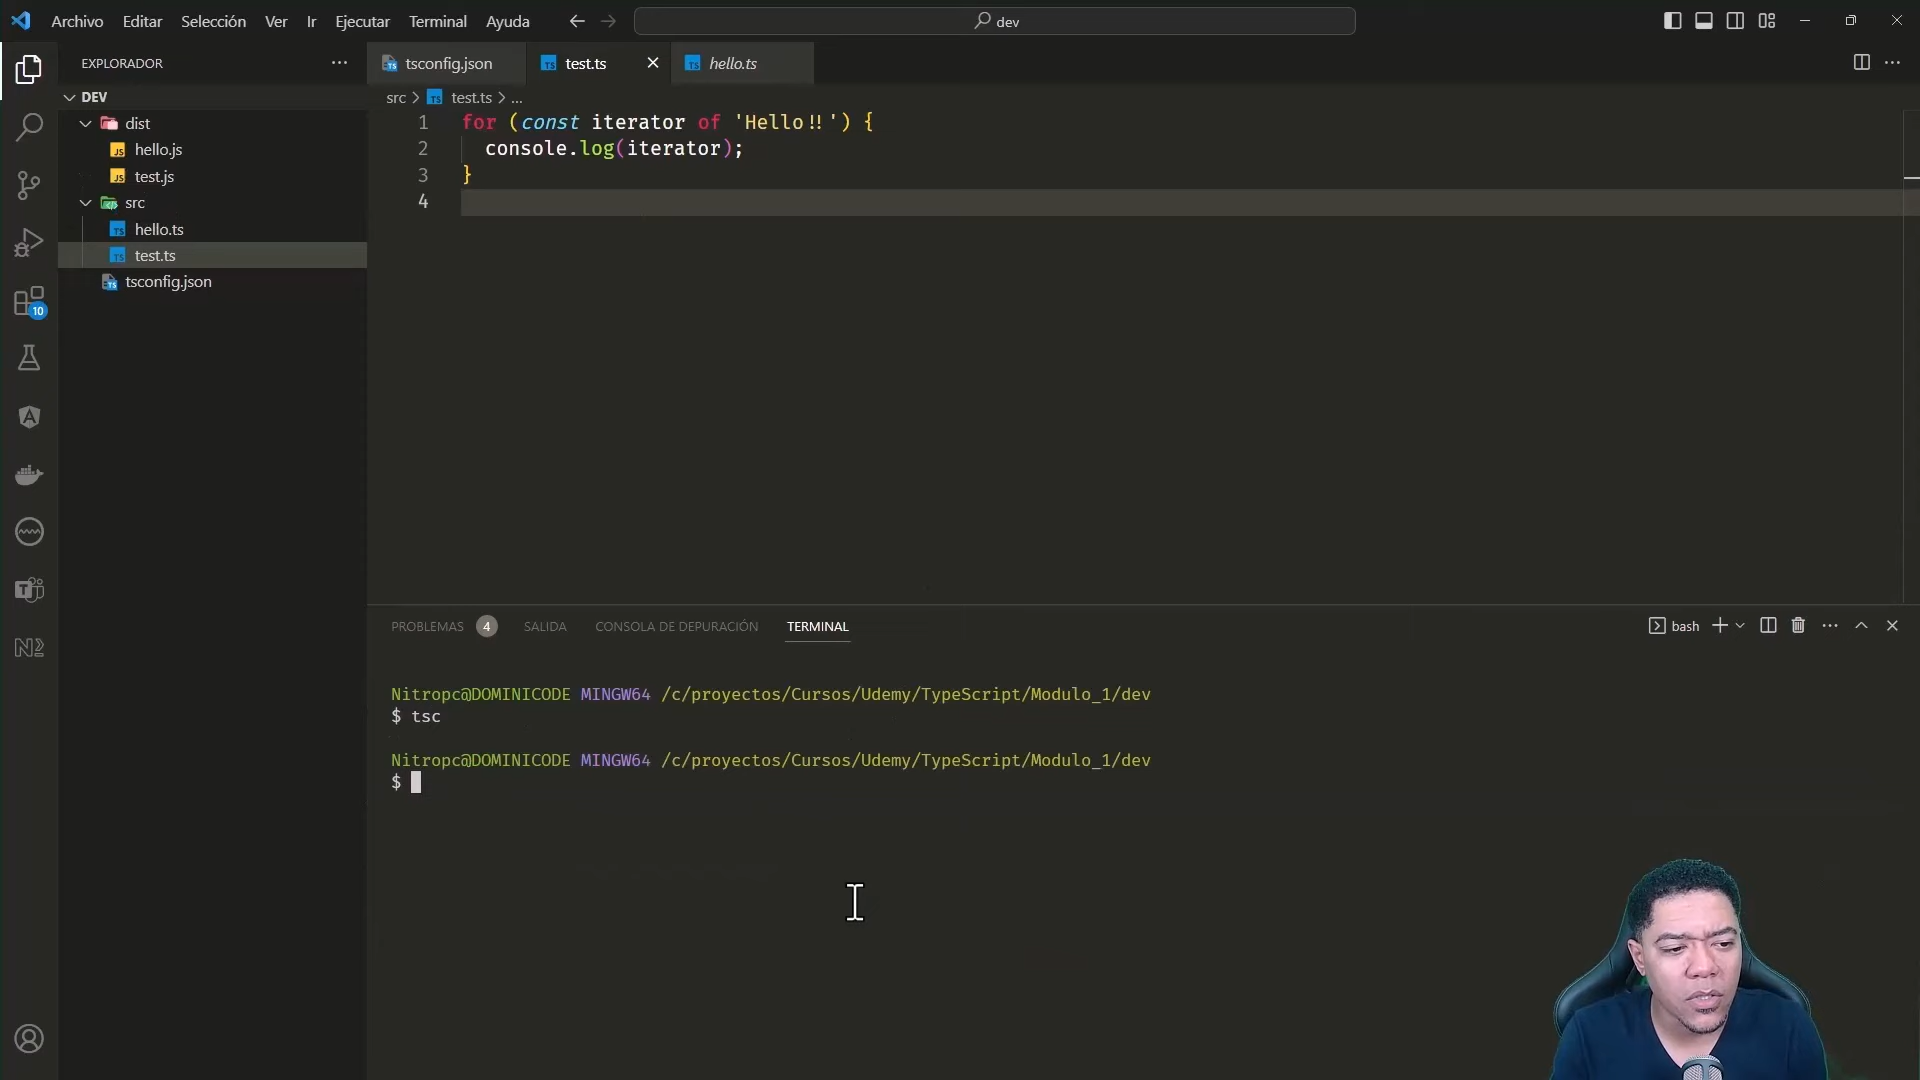 Archivo Editar Selección Ver Ir Ejecutar Terminal Ayuda
dev
EXPLORADOR
DEV
dist
hello.js
test.js
src
hello.ts
test.ts
tsconfig.json
10
tsconfig.json
test.ts
hello.ts
src > test.ts > ...
1 for (const iterator of 'Hello!!') {
2 console.log(iterator);
3 }
4
PROBLEMAS 4 SALIDA CONSOLA DE DEPURACIÓN TERMINAL
bash
Nitropc@DOMINICODE MINGW64 /c/proyectos/Cursos/Udemy/TypeScript/Modulo_1/dev
$ tsc
Nitropc@DOMINICODE MINGW64 /c/proyectos/Cursos/Udemy/TypeScript/Modulo_1/dev
$